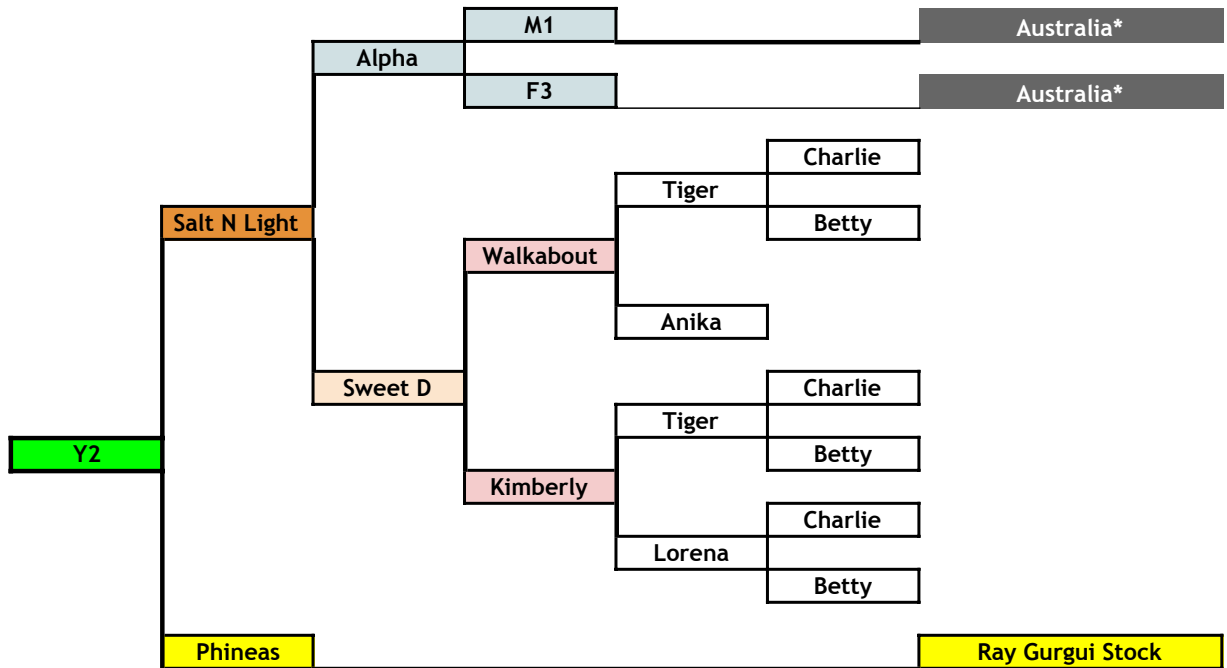 M1
Australia*
Alpha
F3
Australia*
Charlie
Tiger
Salt N Light
Betty
Walkabout
Anika
Sweet D
Charlie
Tiger
Y2
Betty
Kimberly
Charlie
Lorena
Betty
Phineas
Ray Gurgui Stock